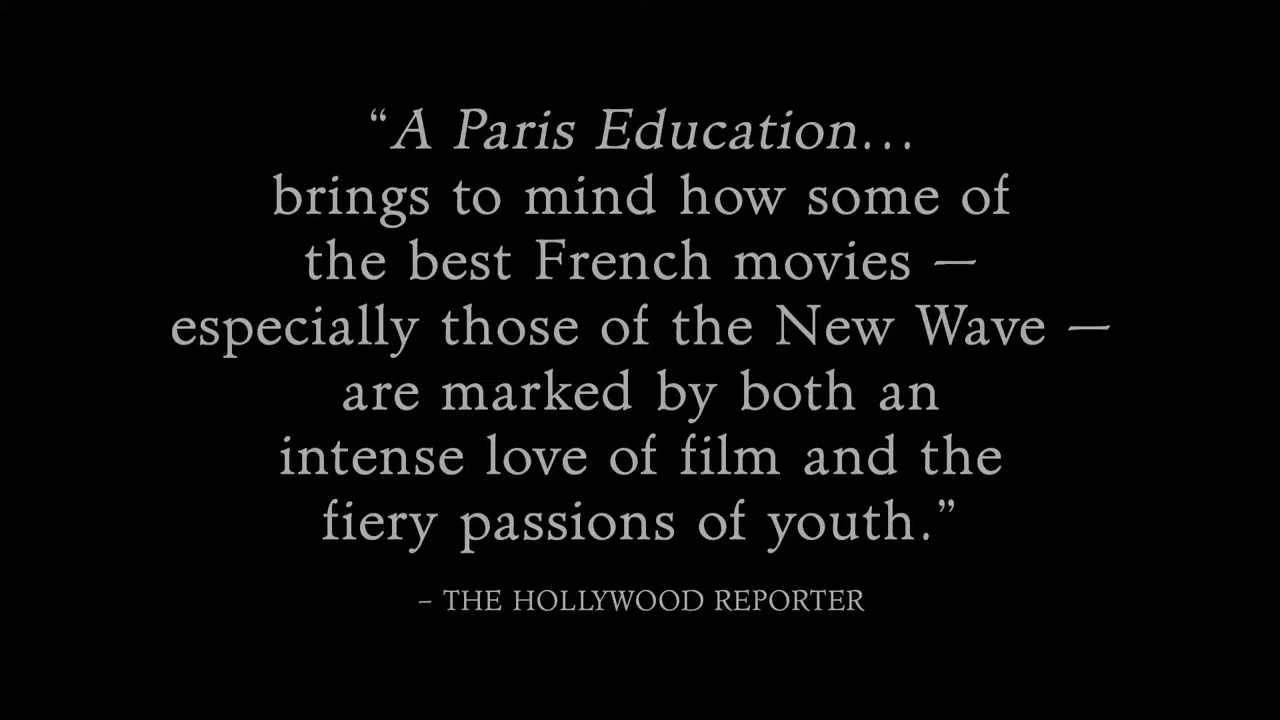 “A Paris Education…
brings to mind how some of
the best French movies —
especially those of the New Wave —
are marked by both an
intense love of film and the
fiery passions of youth.”
– THE HOLLYWOOD REPORTER